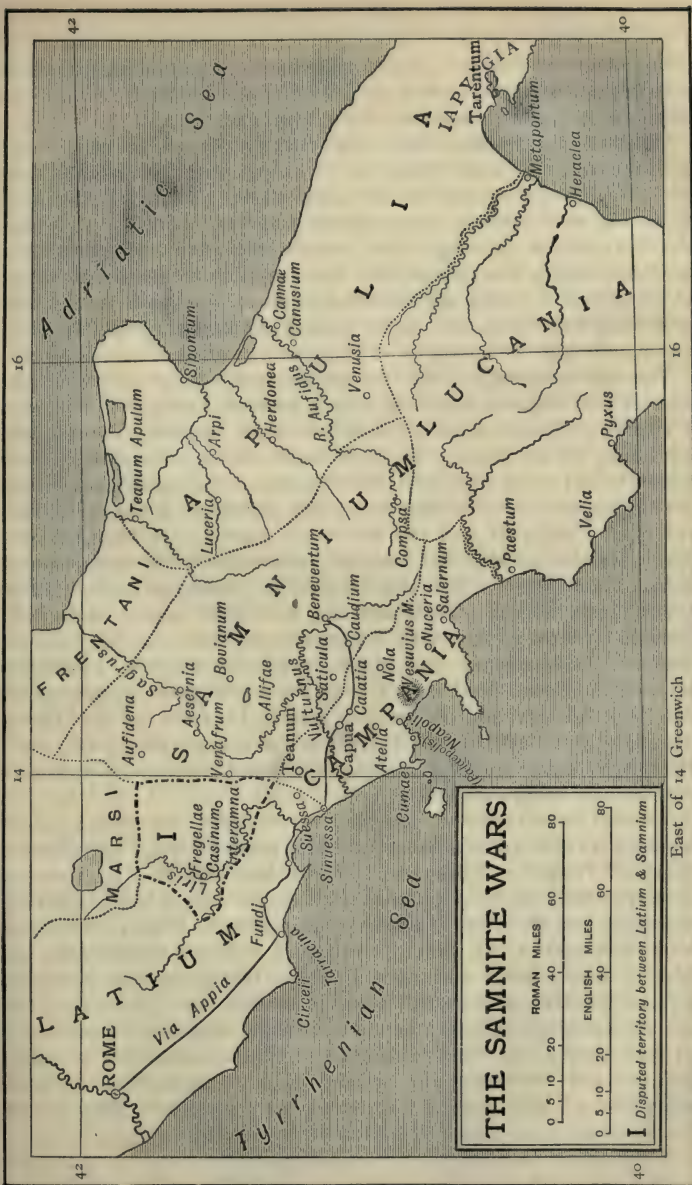 42
14
16
Adriatic Sea
FRENTANI
MARSI
Sagrus
Aufidena
Aesernia
Bovianum
Venafrum
Allifae
SAMNIUM
Teanum Apulum
Luceria
Arpi
Sipontum
Herdonea
R. Aufidus
Cannae
Canusium
Venusia
APULIA
IAPYGIA
Tarentum
Metapontum
Heraclea
LUCANIA
Compsa
Beneventum
Caudium
Saticula
Vulturnus
Teanum
Calatia
Capua
CAMPANIA
Atella
Nola
Vesuvius M.
Nuceria
Salernum
Neapolis
Cumae
Paestum
Velia
Pyxus
LATIUM
ROME
Via Appia
I
Liris
Fregellae
Casinum
Interamna
Suessa
Sinuessa
Fundi
Tarracina
Circeii
Tyrrhenian Sea
THE SAMNITE WARS
ROMAN MILES
0 5 10 20 40 60 80
ENGLISH MILES
0 5 10 20 40 60 80
I Disputed territory between Latium & Samnium
42
40
40
16
East of 14 Greenwich